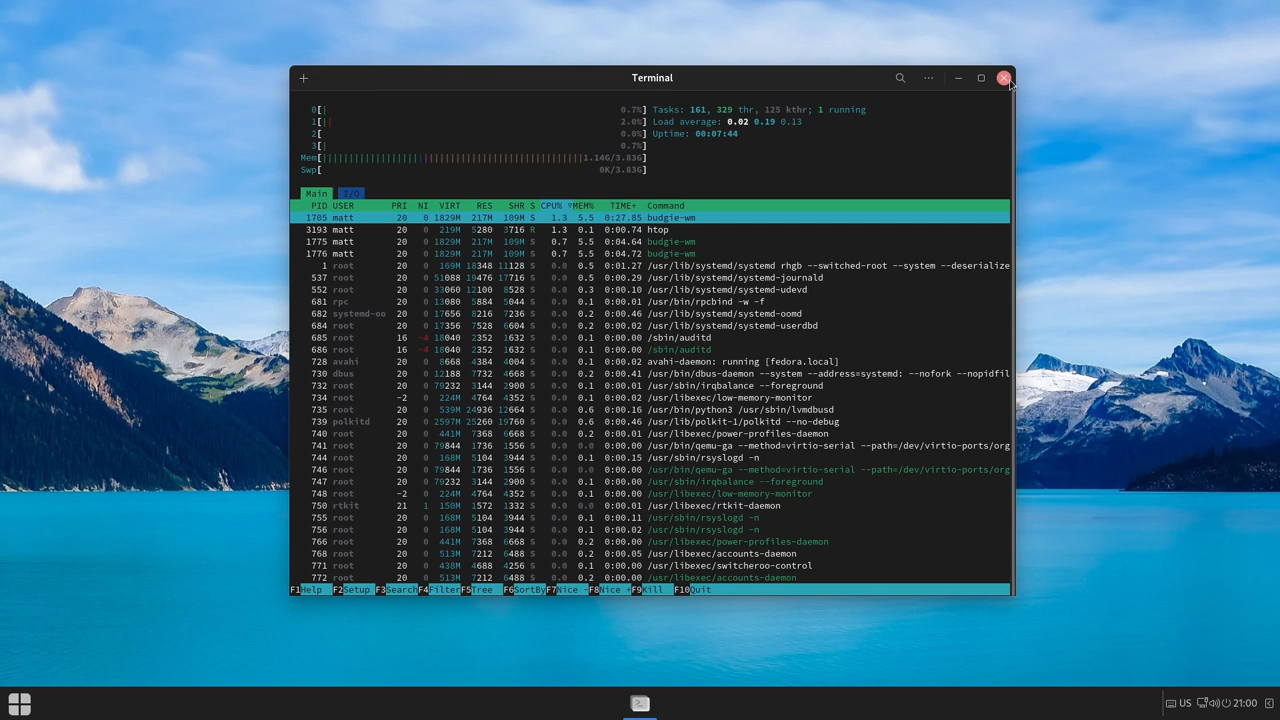 Terminal
0[| 0.7%] Tasks: 161, 329 thr, 125 kthr; 1 running
1[|| 2.0%] Load average: 0.02 0.19 0.13
2[ 0.0%] Uptime: 00:07:44
3[| 0.7%]
Mem[||||||||||||||||||||||||||||||||||||||||||||||||1.14G/3.83G]
Swp[ 0K/3.83G]
Main I/O
PID USER PRI NI VIRT RES SHR S CPU% ▽MEM% TIME+ Command
1705 matt 20 0 1829M 217M 109M S 1.3 5.5 0:27.85 budgie-wm
3193 matt 20 0 219M 5280 3716 R 1.3 0.1 0:00.74 htop
1775 matt 20 0 1829M 217M 109M S 0.7 5.5 0:04.64 budgie-wm
1776 matt 20 0 1829M 217M 109M S 0.7 5.5 0:04.72 budgie-wm
1 root 20 0 169M 18348 11128 S 0.0 0.5 0:01.27 /usr/lib/systemd/systemd rhgb --switched-root --system --deserialize
537 root 20 0 51088 19476 17716 S 0.0 0.5 0:00.29 /usr/lib/systemd/systemd-journald
552 root 20 0 33060 12100 8528 S 0.0 0.3 0:00.10 /usr/lib/systemd/systemd-udevd
681 rpc 20 0 13080 5884 5044 S 0.0 0.1 0:00.01 /usr/bin/rpcbind -w -f
682 systemd-oo 20 0 17656 8216 7236 S 0.0 0.2 0:00.46 /usr/lib/systemd/systemd-oomd
684 root 20 0 17356 7528 6604 S 0.0 0.2 0:00.02 /usr/lib/systemd/systemd-userdbd
685 root 16 -4 18040 2352 1632 S 0.0 0.1 0:00.00 /sbin/auditd
686 root 16 -4 18040 2352 1632 S 0.0 0.1 0:00.00 /sbin/auditd
728 avahi 20 0 8668 4384 4004 S 0.0 0.1 0:00.02 avahi-daemon: running [fedora.local]
730 dbus 20 0 12188 7732 4668 S 0.0 0.2 0:00.41 /usr/bin/dbus-daemon --system --address=systemd: --nofork --nopidfil
732 root 20 0 79232 3144 2900 S 0.0 0.1 0:00.01 /usr/sbin/irqbalance --foreground
734 root -2 0 224M 4764 4352 S 0.0 0.1 0:00.02 /usr/libexec/low-memory-monitor
735 root 20 0 539M 24936 12664 S 0.0 0.6 0:00.16 /usr/bin/python3 /usr/sbin/lvmdbusd
739 polkitd 20 0 2597M 25260 19760 S 0.0 0.6 0:00.46 /usr/lib/polkit-1/polkitd --no-debug
740 root 20 0 441M 7368 6668 S 0.0 0.2 0:00.01 /usr/libexec/power-profiles-daemon
741 root 20 0 79844 1736 1556 S 0.0 0.0 0:00.00 /usr/bin/qemu-ga --method=virtio-serial --path=/dev/virtio-ports/org
744 root 20 0 168M 5104 3944 S 0.0 0.1 0:00.15 /usr/sbin/rsyslogd -n
746 root 20 0 79844 1736 1556 S 0.0 0.0 0:00.00 /usr/bin/qemu-ga --method=virtio-serial --path=/dev/virtio-ports/org
747 root 20 0 79232 3144 2900 S 0.0 0.1 0:00.00 /usr/sbin/irqbalance --foreground
748 root -2 0 224M 4764 4352 S 0.0 0.1 0:00.00 /usr/libexec/low-memory-monitor
750 rtkit 21 1 150M 1572 1332 S 0.0 0.0 0:00.01 /usr/libexec/rtkit-daemon
755 root 20 0 168M 5104 3944 S 0.0 0.1 0:00.11 /usr/sbin/rsyslogd -n
756 root 20 0 168M 5104 3944 S 0.0 0.1 0:00.02 /usr/sbin/rsyslogd -n
766 root 20 0 441M 7368 6668 S 0.0 0.2 0:00.00 /usr/libexec/power-profiles-daemon
768 root 20 0 513M 7212 6488 S 0.0 0.2 0:00.05 /usr/libexec/accounts-daemon
771 root 20 0 438M 4688 4256 S 0.0 0.1 0:00.00 /usr/libexec/switcheroo-control
772 root 20 0 513M 7212 6488 S 0.0 0.2 0:00.00 /usr/libexec/accounts-daemon
F1Help F2Setup F3SearchF4FilterF5Tree F6SortByF7Nice -F8Nice +F9Kill F10Quit
US 21:00